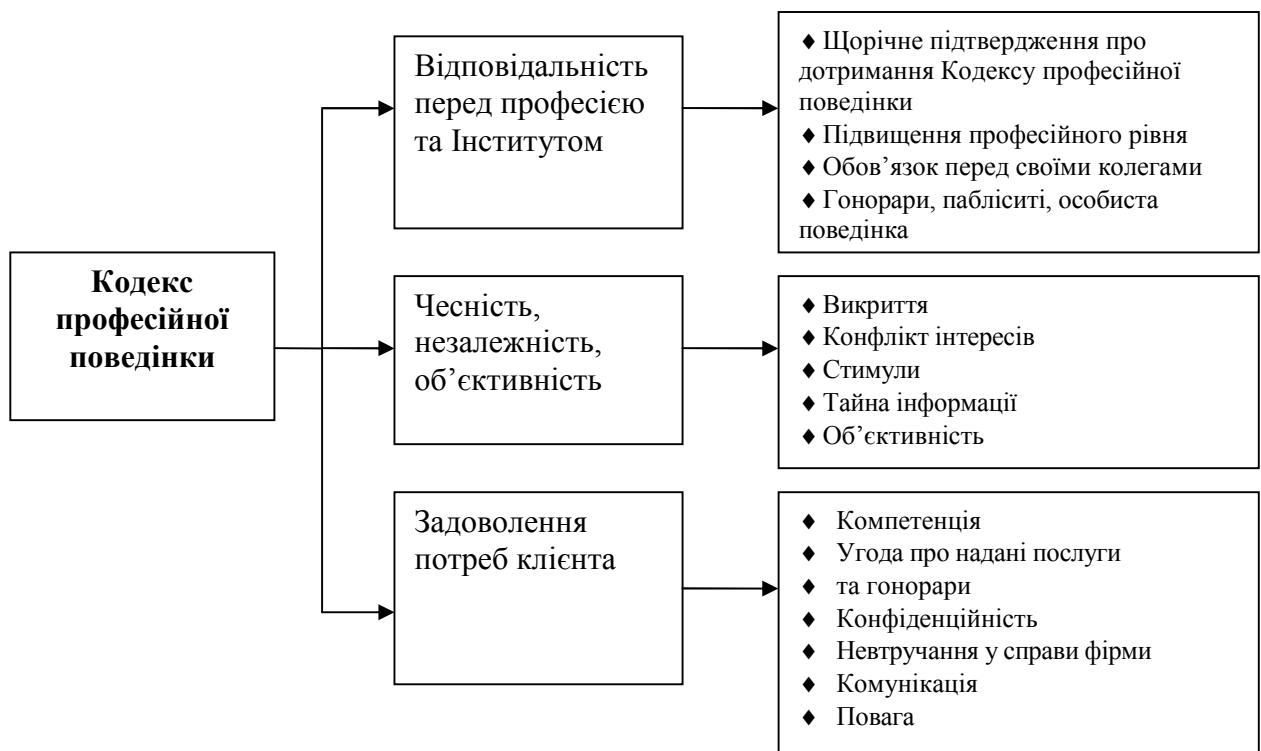 Кодекс
професійної
поведінки
Відповідальність
перед професією
та Інститутом
♦ Щорічне підтвердження про
дотримання Кодексу професійної
поведінки
♦ Підвищення професійного рівня
♦ Обов’язок перед своїми колегами
♦ Гонорари, пабліситі, особиста
поведінка
Чесність,
незалежність,
об’єктивність
♦ Викриття
♦ Конфлікт інтересів
♦ Стимули
♦ Тайна інформації
♦ Об’єктивність
Задоволення
потреб клієнта
♦ Компетенція
♦ Угода про надані послуги
♦ та гонорари
♦ Конфіденційність
♦ Невтручання у справи фірми
♦ Комунікація
♦ Повага